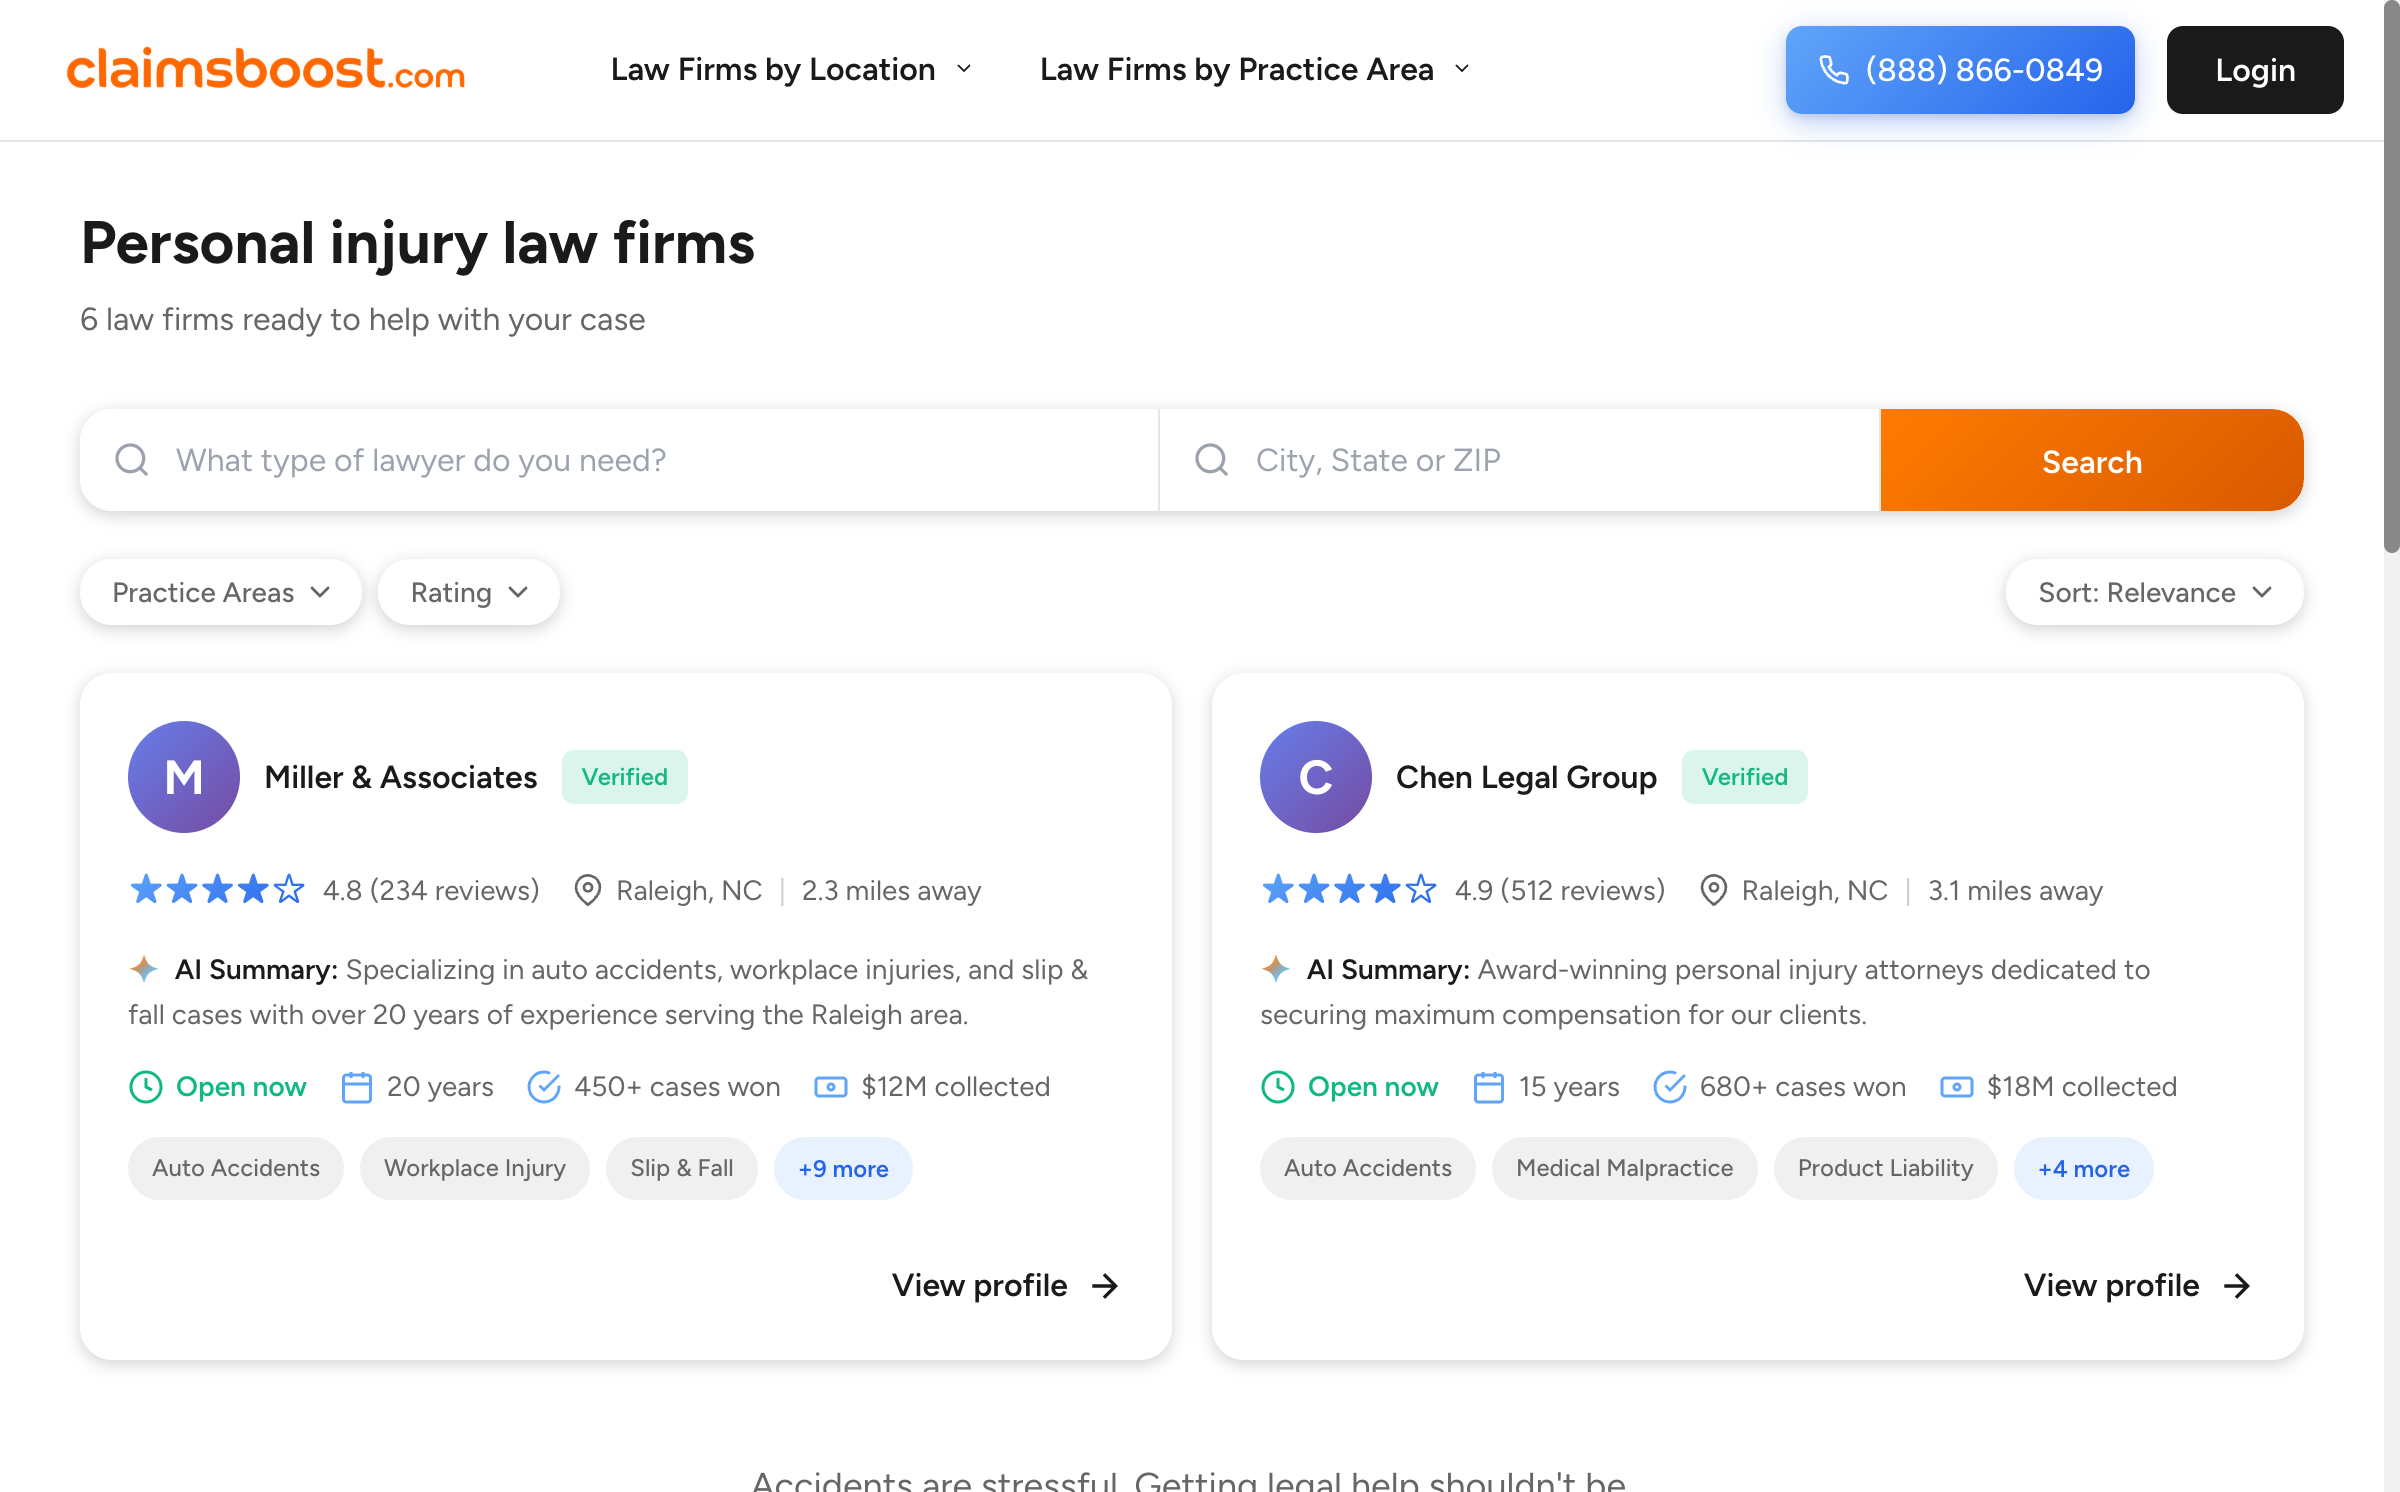 claimsboost.com
Law Firms by Location
Law Firms by Practice Area
(888) 866-0849
Login
Personal injury law firms
6 law firms ready to help with your case
What type of lawyer do you need?
City, State or ZIP
Search
Practice Areas
Rating
Sort: Relevance
M
Miller & Associates
Verified
4.8 (234 reviews)
Raleigh, NC | 2.3 miles away
AI Summary: Specializing in auto accidents, workplace injuries, and slip &
fall cases with over 20 years of experience serving the Raleigh area.
Open now
20 years
450+ cases won
$12M collected
Auto Accidents
Workplace Injury
Slip & Fall
+9 more
View profile
C
Chen Legal Group
Verified
4.9 (512 reviews)
Raleigh, NC | 3.1 miles away
AI Summary: Award-winning personal injury attorneys dedicated to
securing maximum compensation for our clients.
Open now
15 years
680+ cases won
$18M collected
Auto Accidents
Medical Malpractice
Product Liability
+4 more
View profile
Accidents are stressful. Getting legal help shouldn't be